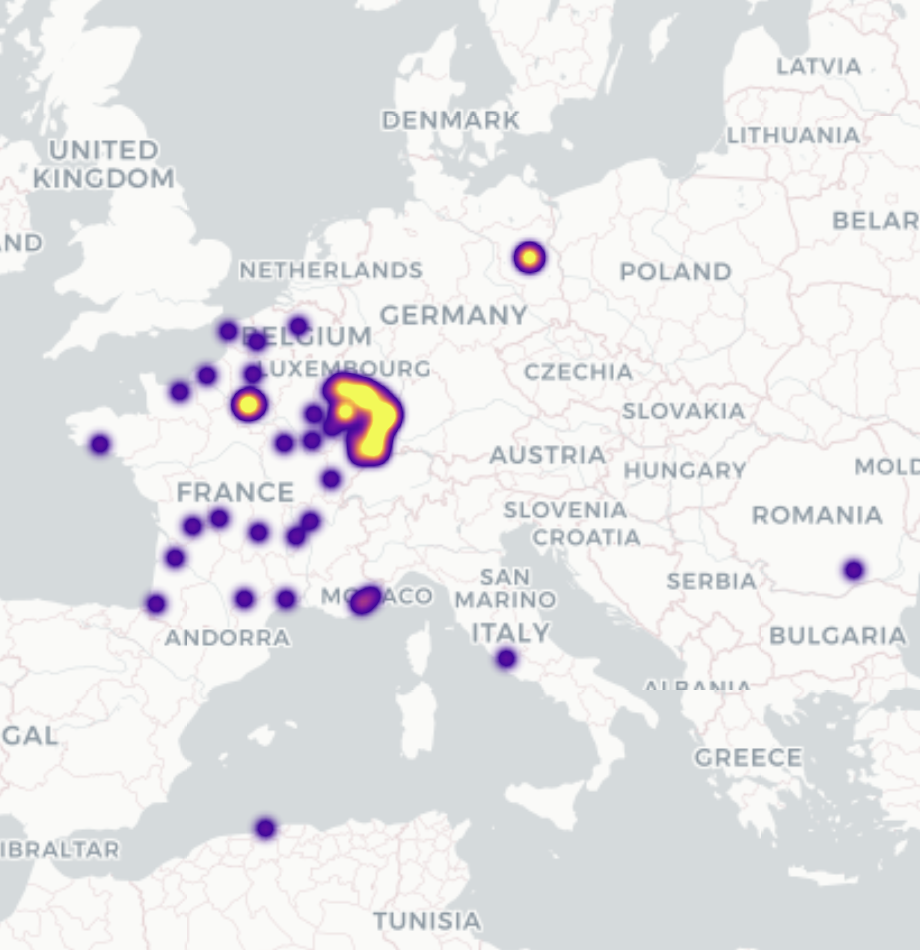 LATVIA
DENMARK
LITHUANIA
UNITED
KINGDOM
BELAR
ND
NETHERLANDS
POLAND
GERMANY
BELGIUM
LUXEMBOURG
CZECHIA
SLOVAKIA
AUSTRIA
HUNGARY
MOLD
FRANCE
SLOVENIA
ROMANIA
CROATIA
SAN
MARINO
SERBIA
MONACO
ITALY
BULGARIA
ANDORRA
ALBANIA
GAL
GREECE
IBRALTAR
TUNISIA